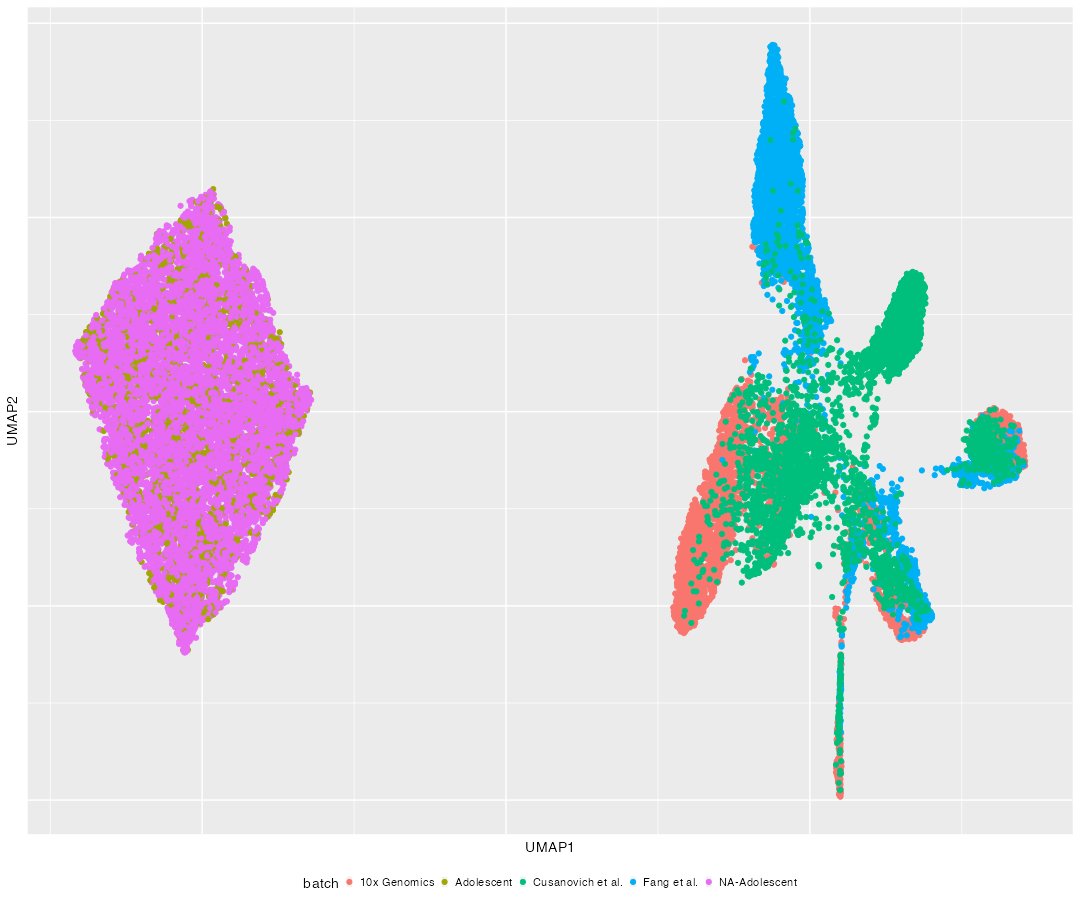 UMAP2
UMAP1
batch 10x Genomics Adolescent Cusanovich et al. Fang et al. NA-Adolescent